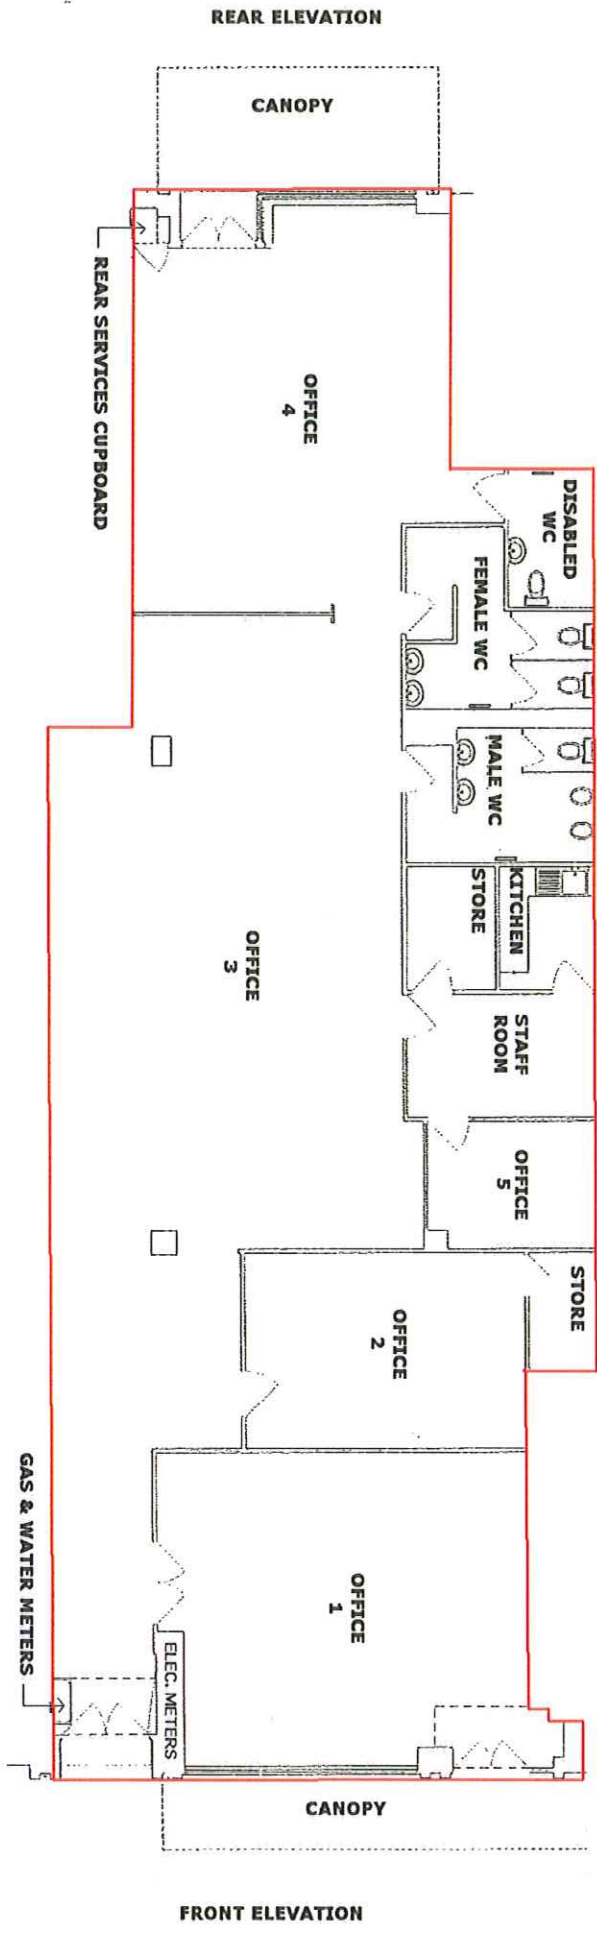 REAR ELEVATION
CANOPY
REAR SERVICES CUPBOARD
OFFICE
4
DISABLED
WC
FEMALE WC
MALE WC
STORE
KITCHEN
OFFICE
3
STAFF
ROOM
OFFICE
5
STORE
OFFICE
2
GAS & WATER METERS
OFFICE
1
ELEC. METERS
CANOPY
FRONT ELEVATION